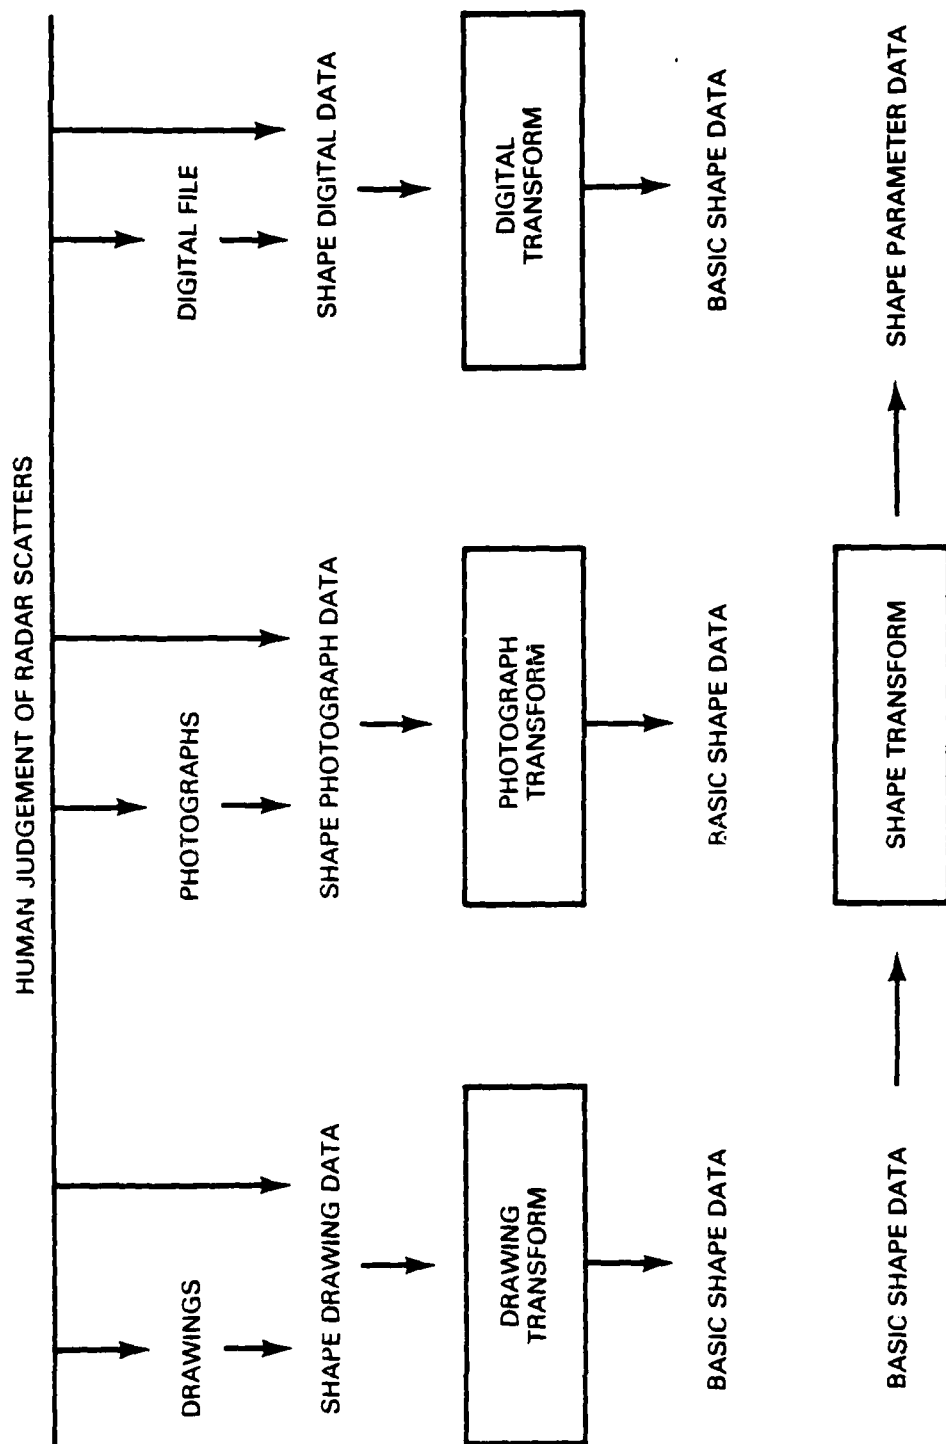 HUMAN JUDGEMENT OF RADAR SCATTERS
DRAWINGS
PHOTOGRAPHS
DIGITAL FILE
SHAPE DRAWING DATA
SHAPE PHOTOGRAPH DATA
SHAPE DIGITAL DATA
DRAWING
TRANSFORM
PHOTOGRAPH
TRANSFORM
DIGITAL
TRANSFORM
BASIC SHAPE DATA
BASIC SHAPE DATA
BASIC SHAPE DATA
BASIC SHAPE DATA
SHAPE TRANSFORM
SHAPE PARAMETER DATA